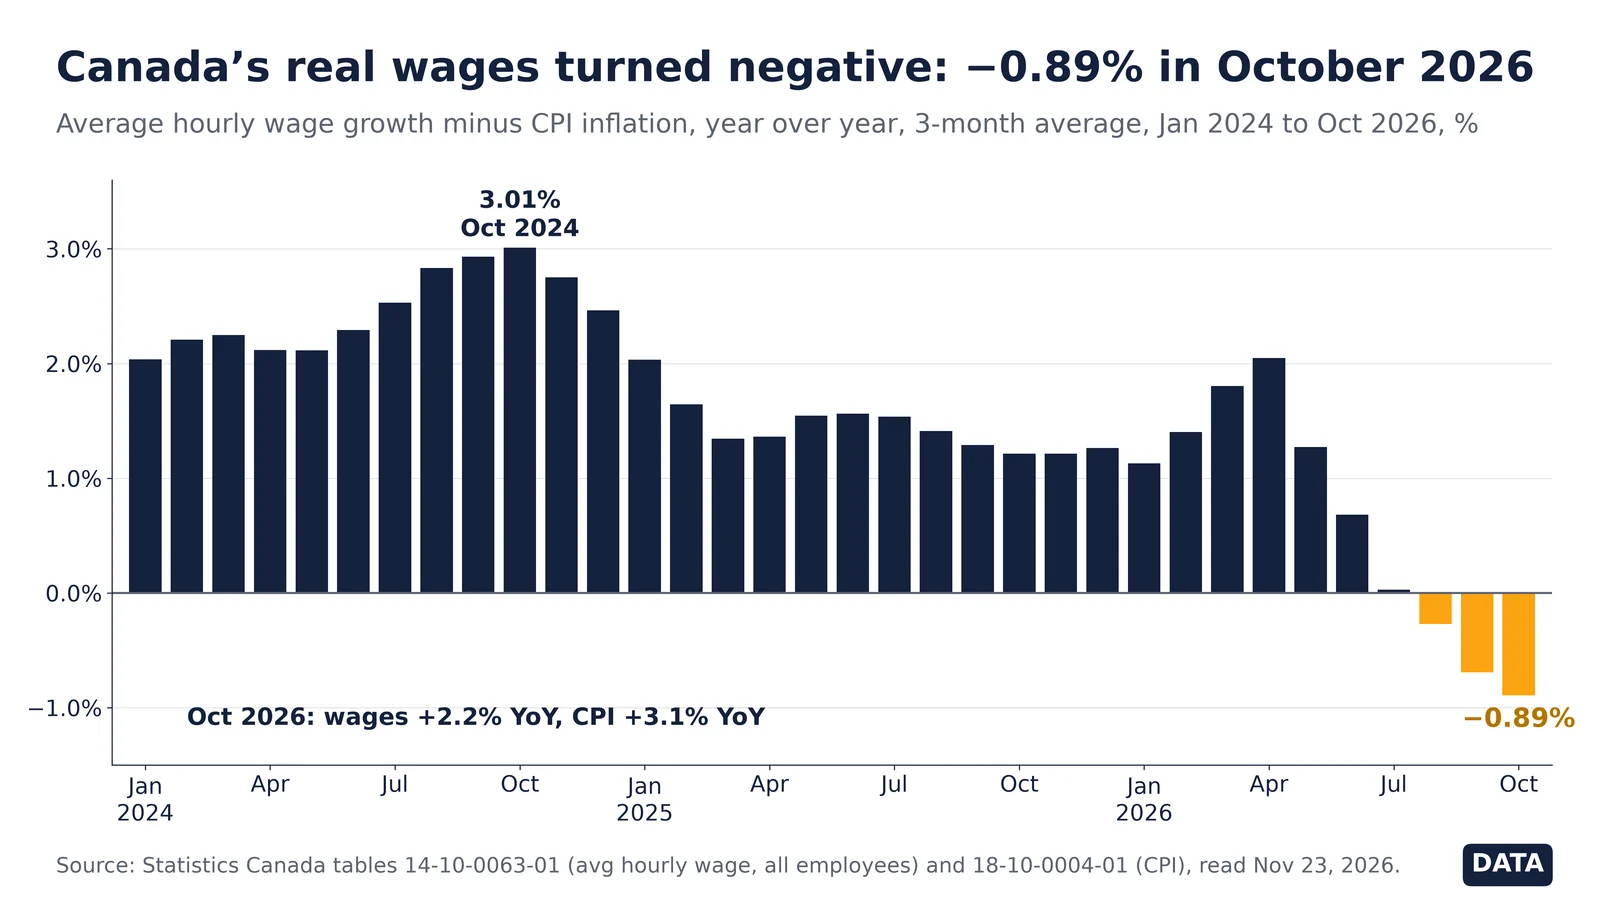 Canada’s real wages turned negative: −0.89% in October 2026
Average hourly wage growth minus CPI inflation, year over year, 3-month average, Jan 2024 to Oct 2026, %
3.01%
Oct 2024
3.0%
2.0%
1.0%
0.0%
−1.0%
Oct 2026: wages +2.2% YoY, CPI +3.1% YoY
−0.89%
Jan Apr Jul Oct Jan Apr Jul Oct Jan Apr Jul Oct
2024 2025 2026
Source: Statistics Canada tables 14-10-0063-01 (avg hourly wage, all employees) and 18-10-0004-01 (CPI), read Nov 23, 2026.
DATA